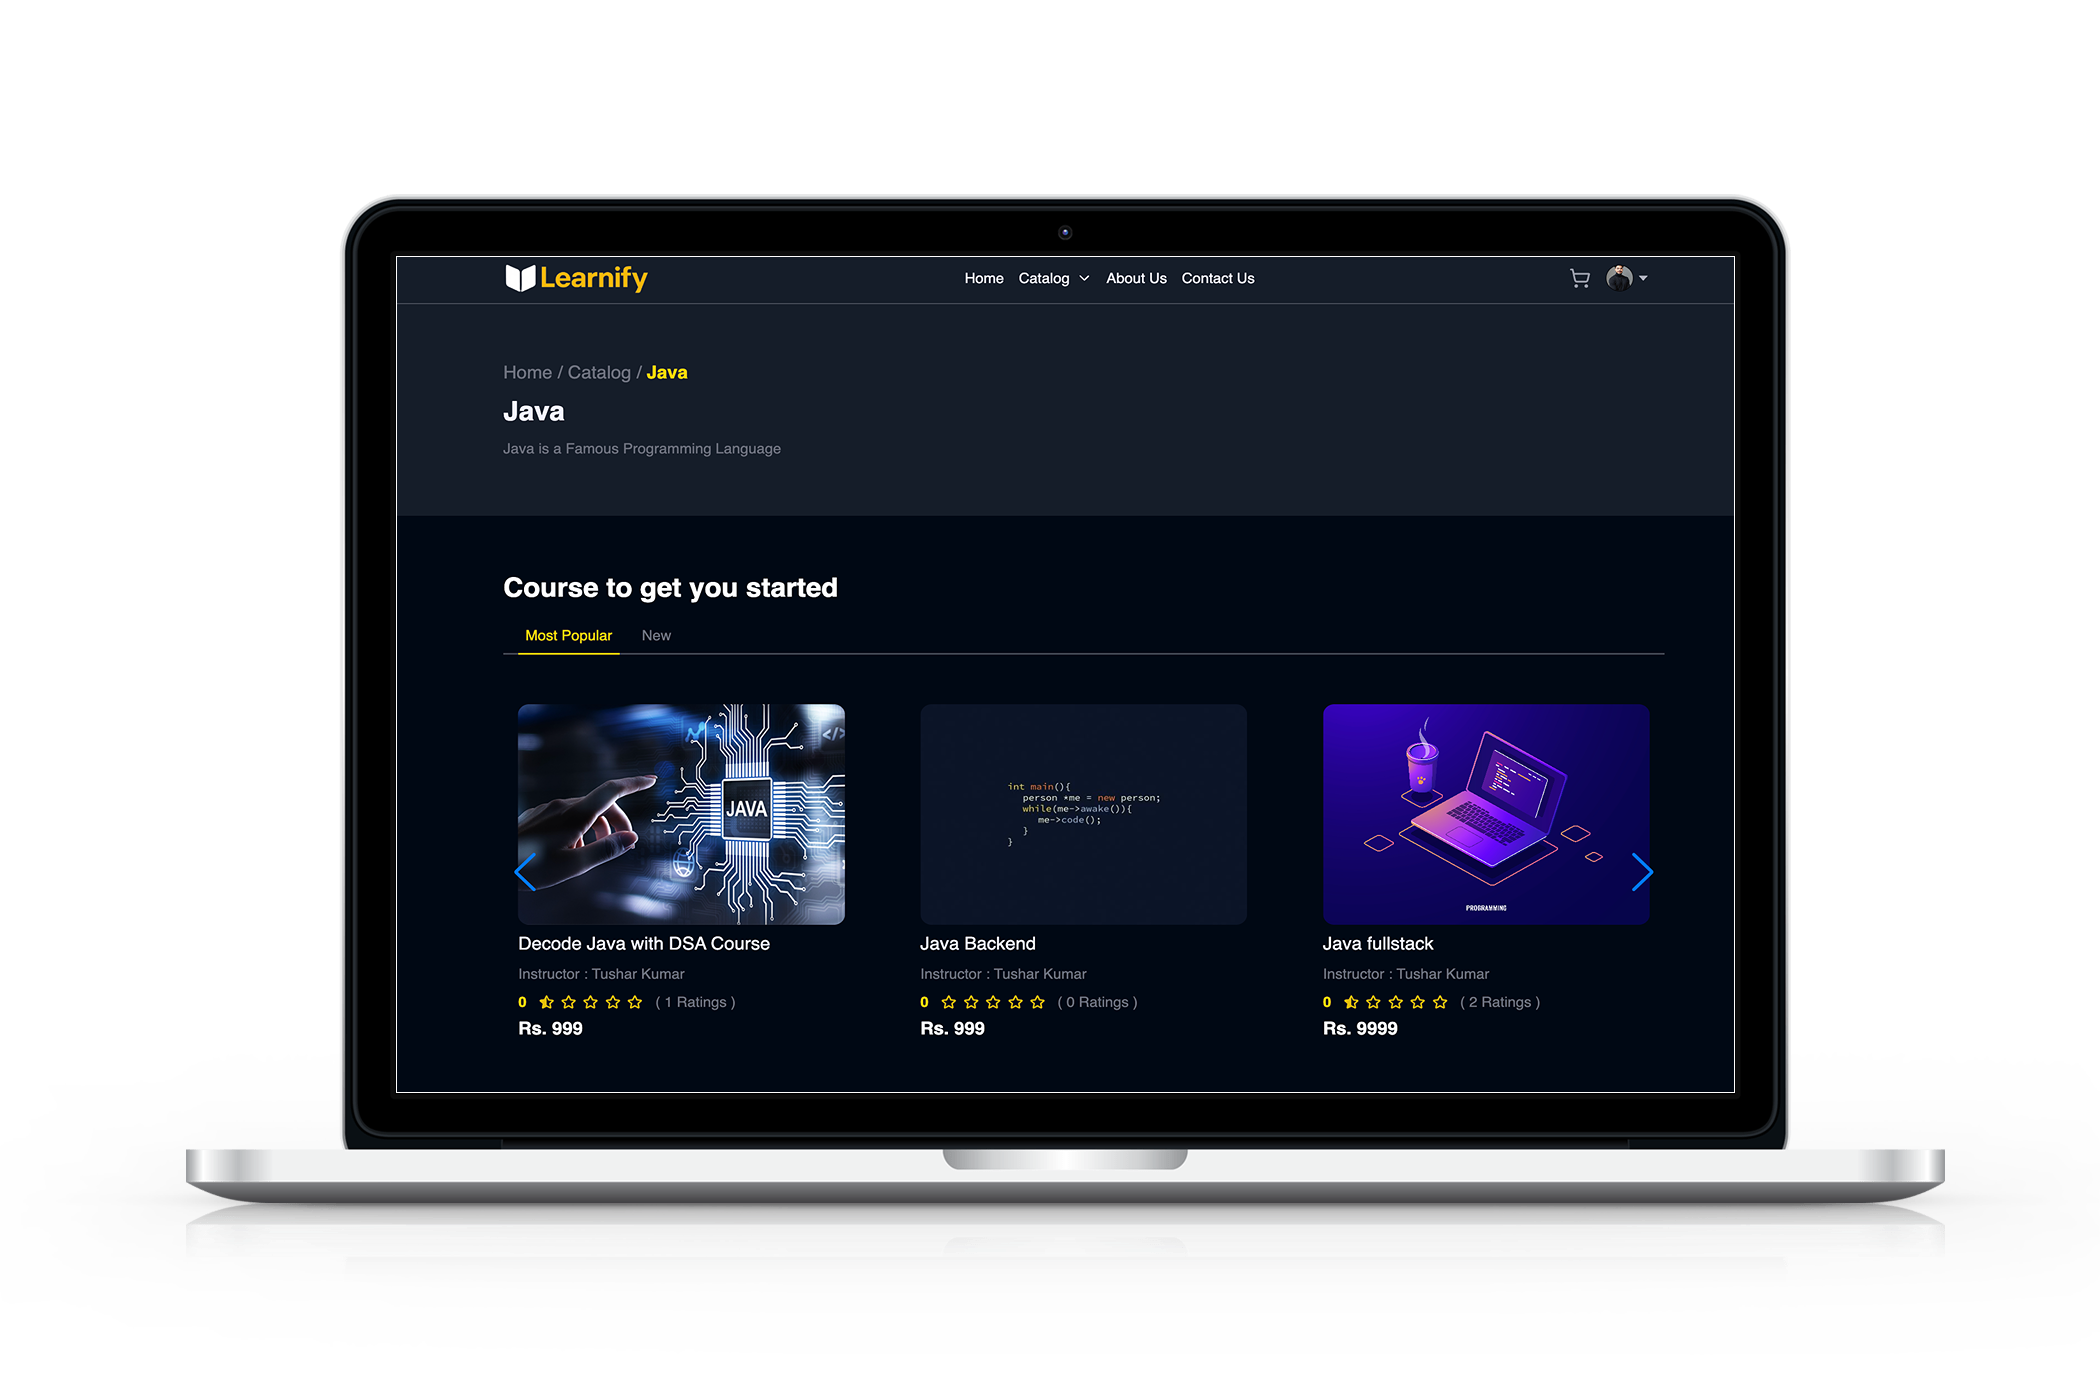 Learnify
Home Catalog About Us Contact Us
Home / Catalog / Java
Java
Java is a Famous Programming Language
Course to get you started
Most Popular New
</>
JAVA
int main(){
person *me = new person;
while(me->awake()){
me->code();
}
}
PROGRAMMING
Decode Java with DSA Course
Instructor : Tushar Kumar
0 ( 1 Ratings )
Rs. 999
Java Backend
Instructor : Tushar Kumar
0 ( 0 Ratings )
Rs. 999
Java fullstack
Instructor : Tushar Kumar
0 ( 2 Ratings )
Rs. 9999